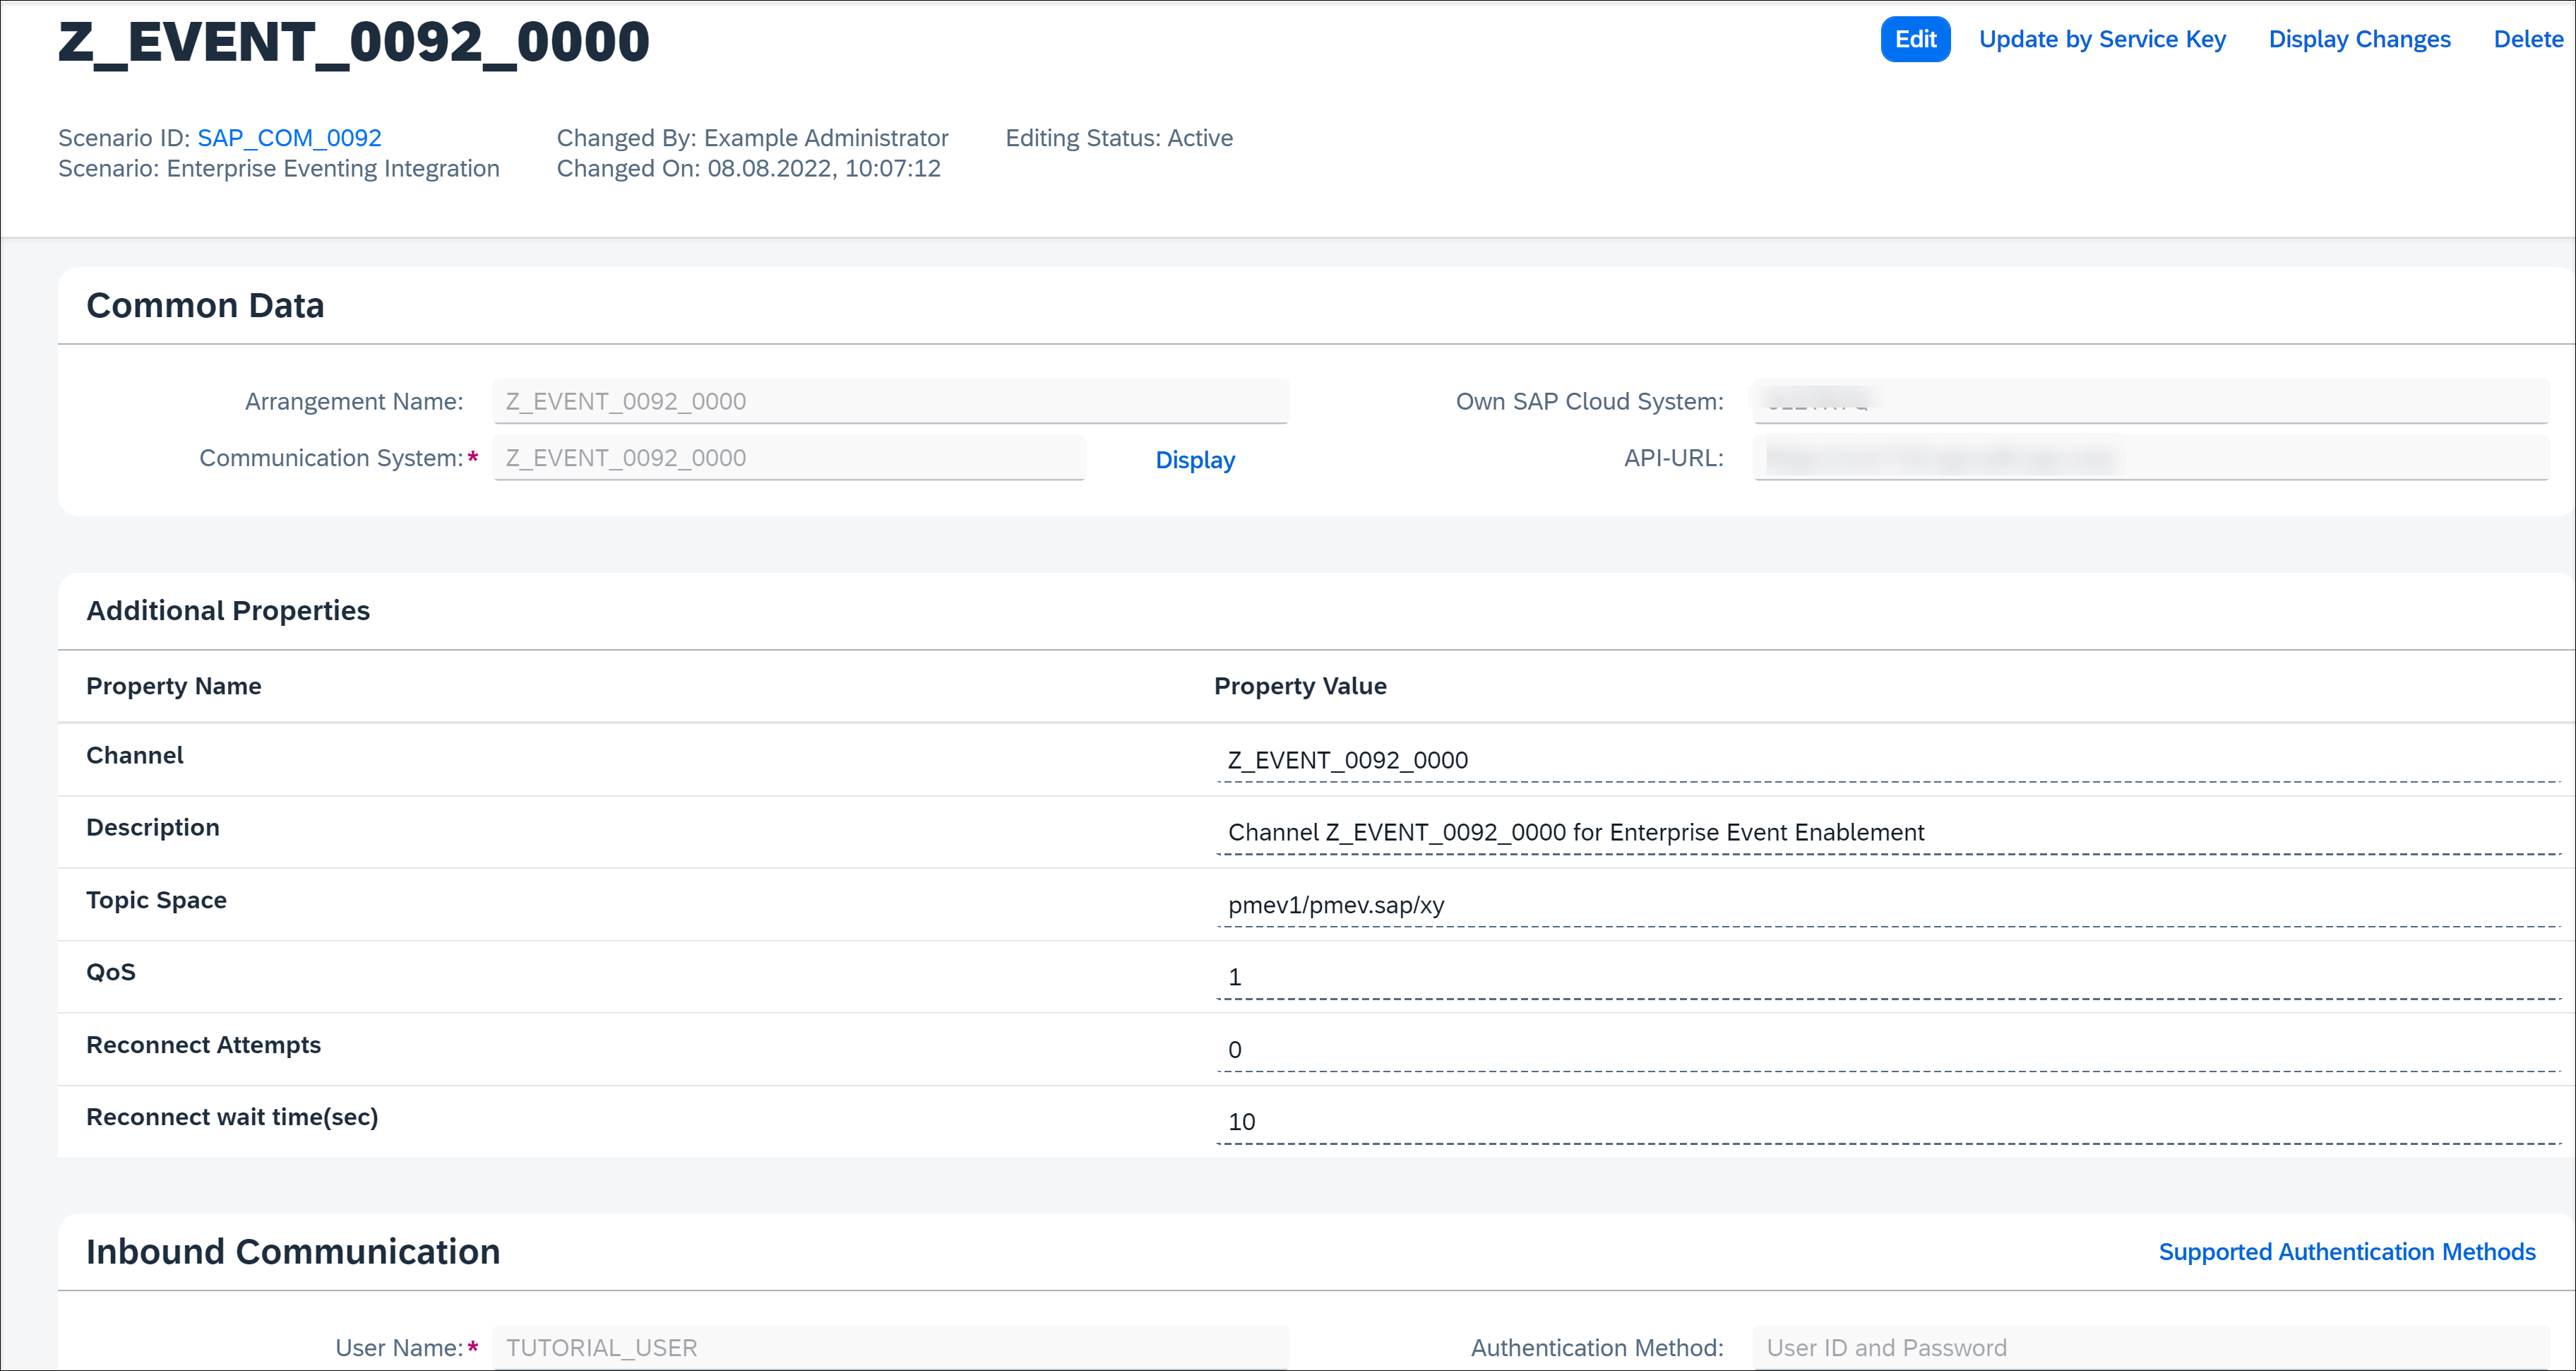 Z_EVENT_0092_0000
Edit Update by Service Key Display Changes Delete
Scenario ID: SAP_COM_0092 Changed By: Example Administrator Editing Status: Active
Scenario: Enterprise Eventing Integration Changed On: 08.08.2022, 10:07:12
Common Data
Arrangement Name: Z_EVENT_0092_0000 Own SAP Cloud System:
Communication System:* Z_EVENT_0092_0000 Display API-URL:
Additional Properties
Property Name Property Value
Channel Z_EVENT_0092_0000
Description Channel Z_EVENT_0092_0000 for Enterprise Event Enablement
Topic Space pmev1/pmev.sap/xy
QoS 1
Reconnect Attempts 0
Reconnect wait time(sec) 10
Inbound Communication Supported Authentication Methods
User Name:* TUTORIAL_USER Authentication Method: User ID and Password